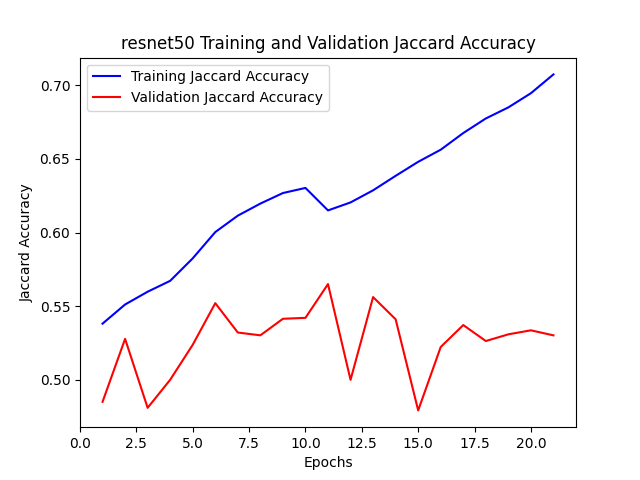 resnet50 Training and Validation Jaccard Accuracy
Training Jaccard Accuracy
Validation Jaccard Accuracy
Jaccard Accuracy
0.70
0.65
0.60
0.55
0.50
0.0 2.5 5.0 7.5 10.0 12.5 15.0 17.5 20.0
Epochs